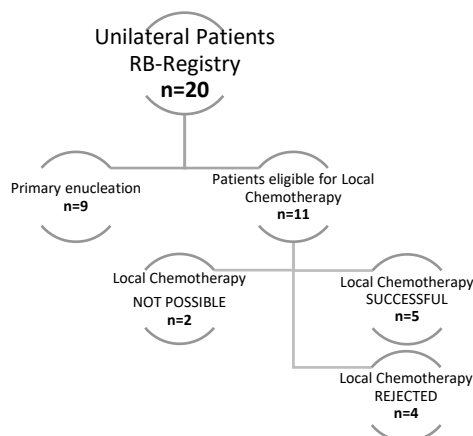 Unilateral Patients
RB-Registry
n=20
Primary enucleation
n=9
Patients eligible for Local
Chemotherapy
n=11
Local Chemotherapy
NOT POSSIBLE
n=2
Local Chemotherapy
SUCCESSFUL
n=5
Local Chemotherapy
REJECTED
n=4